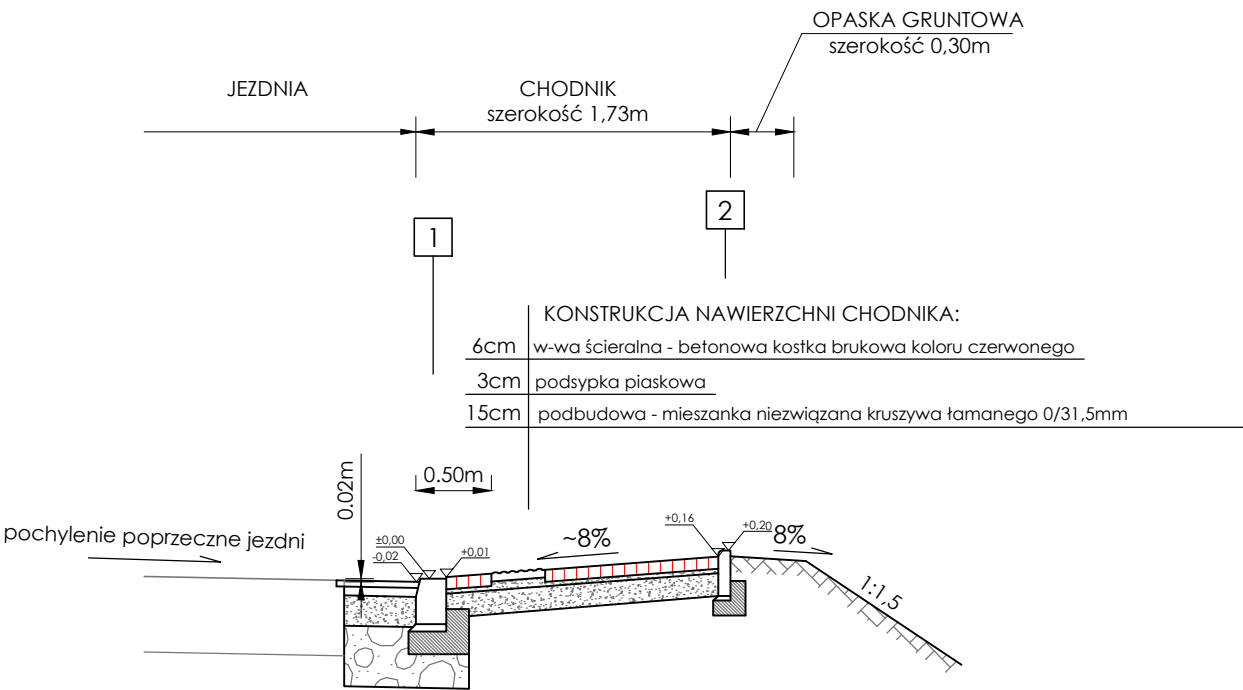 OPASKA GRUNTOWA
szerokość 0,30m
JEZDNIA
CHODNIK
szerokość 1,73m
1
2
KONSTRUKCJA NAWIERZCHNI CHODNIKA:
6cm w-wa ścieralna - betonowa kostka brukowa koloru czerwonego
3cm podsypka piaskowa
15cm podbudowa - mieszanka niezwiązana kruszywa łamanego 0/31,5mm
0.02m
0.50m
pochylenie poprzeczne jezdni
±0,00
-0,02
+0,01
~8%
+0,16
+0,20
8%
1:1,5